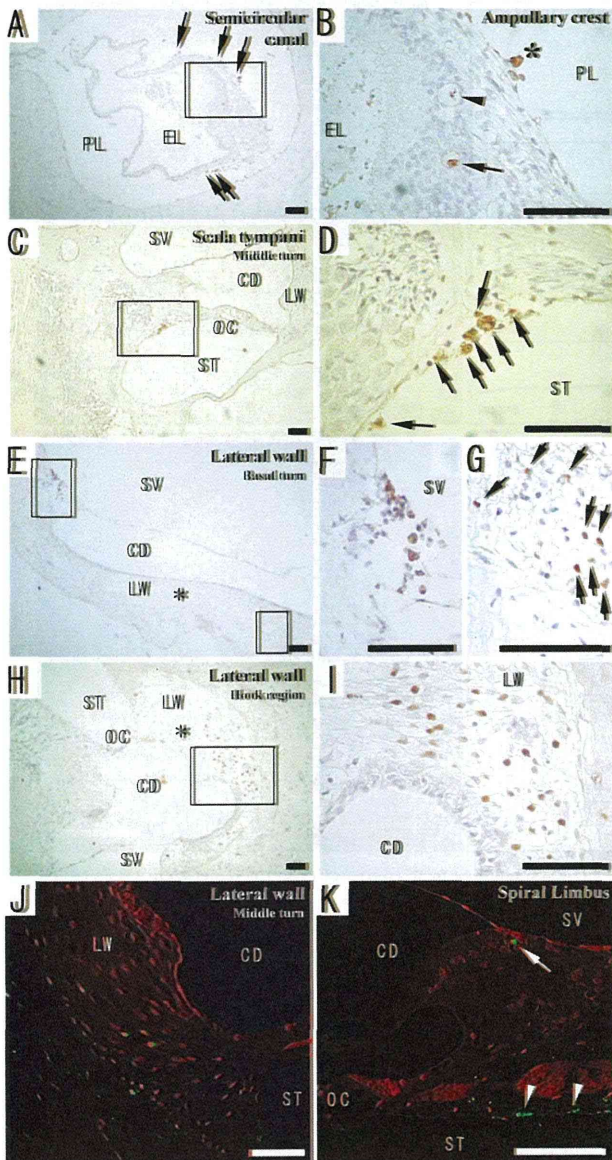 A Semicircular
canal
PL
EL
B Ampullary crest
PL
EL
*
C Scala tympani
Middle turn
SV
CD
LW
OC
ST
D
ST
E Lateral wall
Basal turn
SV
CD
LW
*
F
SV
G
H Lateral wall
Hook region
ST
LW
OC
*
CD
SV
I
LW
CD
J Lateral wall
Middle turn
LW
CD
ST
K Spiral Limbus
SV
CD
OC
ST